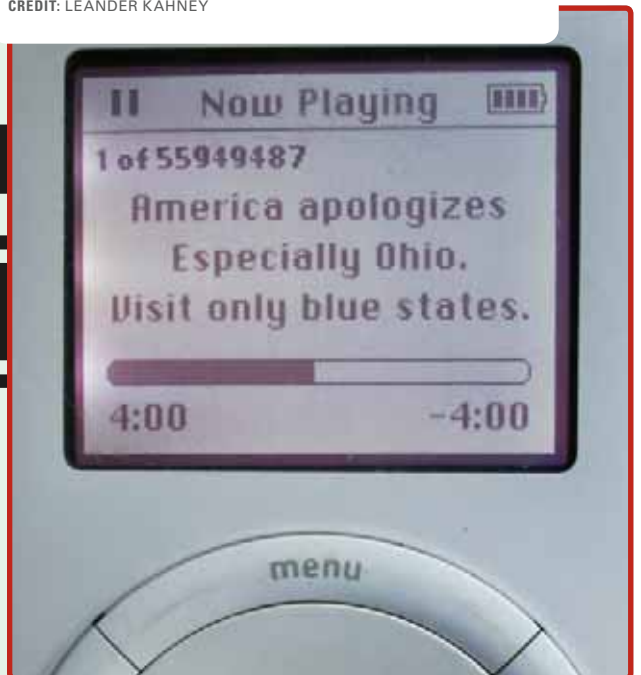 CREDIT: LEANDER KAHNEY
Now Playing
1 of 55949487
America apologizes
Especially Ohio.
Visit only blue states.
4:00 -4:00
menu